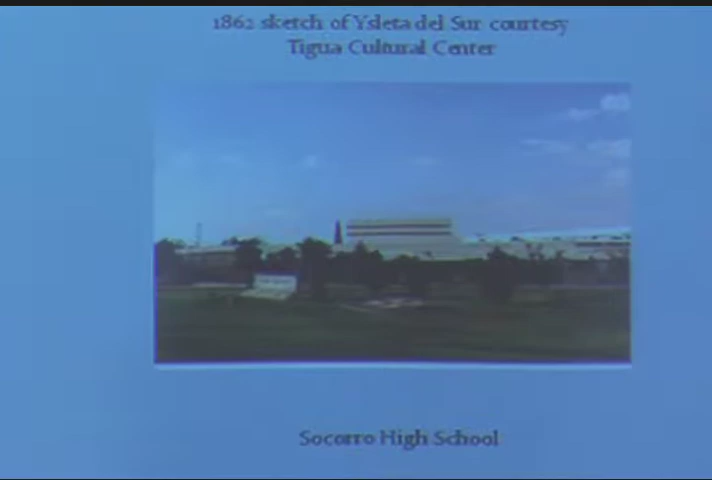 1862 sketch of Ysleta del Sur courtesy
Tigua Cultural Center
Socorro High School